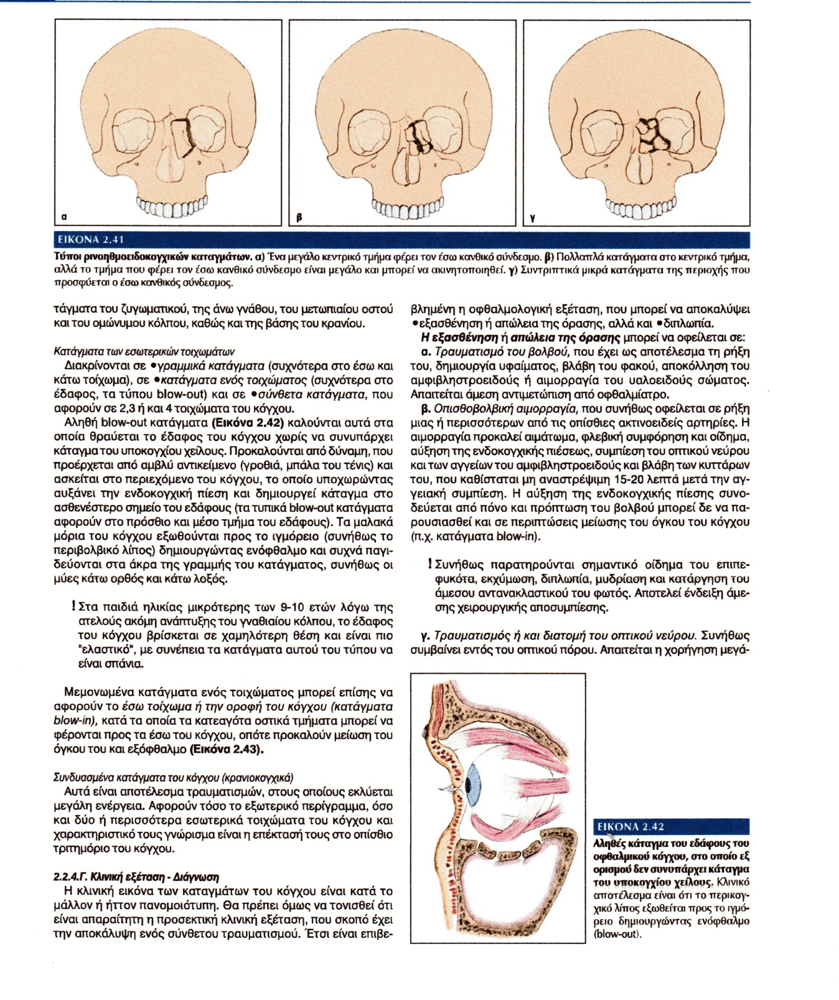 α
β
γ
ΕΙΚΟΝΑ 2.41
Τύποι ρινοηθμοειδοκογχικών καταγμάτων. α) Ένα μεγάλο κεντρικό τμήμα φέρει τον έσω κανθικό σύνδεσμο. β) Πολλαπλά κατάγματα στο κεντρικό τμήμα,
αλλά το τμήμα που φέρει τον έσω κανθικό σύνδεσμο είναι μεγάλο και μπορεί να ακινητοποιηθεί. γ) Συντριπτικά μικρά κατάγματα της περιοχής που
προσφύεται ο έσω κανθικός σύνδεσμος.
τάγματα του ζυγωματικού, της άνω γνάθου, του μετωπιαίου οστού
και του ομώνυμου κόλπου, καθώς και της βάσης του κρανίου.
Κατάγματα των εσωτερικών τοιχωμάτων
Διακρίνονται σε •γραμμικά κατάγματα (συχνότερα στο έσω και
κάτω τοίχωμα), σε •κατάγματα ενός τοιχώματος (συχνότερα στο
έδαφος, τα τύπου blow-out) και σε •σύνθετα κατάγματα, που
αφορούν σε 2,3 ή και 4 τοιχώματα του κόγχου.
Αληθή blow-out κατάγματα (Εικόνα 2.42) καλούνται αυτά στα
οποία θραύεται το έδαφος του κόγχου χωρίς να συνυπάρχει
κάταγμα του υποκογχίου χείλους. Προκαλούνται από δύναμη, που
προέρχεται από αμβλύ αντικείμενο (γροθιά, μπάλα του τένις) και
ασκείται στο περιεχόμενο του κόγχου, το οποίο υποχωρώντας
αυξάνει την ενδοκογχική πίεση και δημιουργεί κάταγμα στο
ασθενέστερο σημείο του εδάφους (τα τυπικά blow-out κατάγματα
αφορούν στο πρόσθιο και μέσο τμήμα του εδάφους). Τα μαλακά
μόρια του κόγχου εξωθούνται προς το ιγμόρειο (συνήθως το
περιβολβικό λίπος) δημιουργώντας ενόφθαλμο και συχνά παγι-
δεύονται στα άκρα της γραμμής του κατάγματος, συνήθως οι
μύες κάτω ορθός και κάτω λοξός.
! Στα παιδιά ηλικίας μικρότερης των 9-10 ετών λόγω της
ατελούς ακόμη ανάπτυξης του γναθιαίου κόλπου, το έδαφος
του κόγχου βρίσκεται σε χαμηλότερη θέση και είναι πιο
"ελαστικό", με συνέπεια τα κατάγματα αυτού του τύπου να
είναι σπάνια.
Μεμονωμένα κατάγματα ενός τοιχώματος μπορεί επίσης να
αφορούν το έσω τοίχωμα ή την οροφή του κόγχου (κατάγματα
blow-in), κατά τα οποία τα κατεαγότα οστικά τμήματα μπορεί να
φέρονται προς τα έσω του κόγχου, οπότε προκαλούν μείωση του
όγκου του και εξόφθαλμο (Εικόνα 2.43).
Συνδυασμένα κατάγματα του κόγχου (κρανιοκογχικά)
Αυτά είναι αποτέλεσμα τραυματισμών, στους οποίους εκλύεται
μεγάλη ενέργεια. Αφορούν τόσο το εξωτερικό περίγραμμα, όσο
και δύο ή περισσότερα εσωτερικά τοιχώματα του κόγχου και
χαρακτηριστικό τους γνώρισμα είναι η επέκτασή τους στο οπίσθιο
τριτημόριο του κόγχου.
2.2.4.Γ. Κλινική εξέταση - Διάγνωση
Η κλινική εικόνα των καταγμάτων του κόγχου είναι κατά το
μάλλον ή ήττον πανομοιότυπη. Θα πρέπει όμως να τονισθεί ότι
είναι απαραίτητη η προσεκτική κλινική εξέταση, που σκοπό έχει
την αποκάλυψη ενός σύνθετου τραυματισμού. Έτσι είναι επιβε-
βλημένη η οφθαλμολογική εξέταση, που μπορεί να αποκαλύψει
•εξασθένηση ή απώλεια της όρασης, αλλά και •διπλωπία.
Η εξασθένηση ή απώλεια της όρασης μπορεί να οφείλεται σε:
α. Τραυματισμό του βολβού, που έχει ως αποτέλεσμα τη ρήξη
του, δημιουργία υφαίματος, βλάβη του φακού, αποκόλληση του
αμφιβληστροειδούς ή αιμορραγία του υαλοειδούς σώματος.
Απαιτείται άμεση αντιμετώπιση από οφθαλμίατρο.
β. Οπισθοβολβική αιμορραγία, που συνήθως οφείλεται σε ρήξη
μιας ή περισσότερων από τις οπίσθιες ακτινοειδείς αρτηρίες. Η
αιμορραγία προκαλεί αιμάτωμα, φλεβική συμφόρηση και οίδημα,
αύξηση της ενδοκογχικής πιέσεως, συμπίεση του οπτικού νεύρου
και των αγγείων του αμφιβληστροειδούς και βλάβη των κυττάρων
του, που καθίσταται μη αναστρέψιμη 15-20 λεπτά μετά την αγ-
γειακή συμπίεση. Η αύξηση της ενδοκογχικής πίεσης συνο-
δεύεται από πόνο και πρόπτωση του βολβού μπορεί δε να πα-
ρουσιασθεί και σε περιπτώσεις μείωσης του όγκου του κόγχου
(π.χ. κατάγματα blow-in).
! Συνήθως παρατηρούνται σημαντικό οίδημα του επιπε-
φυκότα, εκχύμωση, διπλωπία, μυδρίαση και κατάργηση του
άμεσου αντανακλαστικού του φωτός. Αποτελεί ένδειξη άμε-
σης χειρουργικής αποσυμπίεσης.
γ. Τραυματισμός ή και διατομή του οπτικού νεύρου. Συνήθως
συμβαίνει εντός του οπτικού πόρου. Απαιτείται η χορήγηση μεγά-
ΕΙΚΟΝΑ 2.42
Αληθές κάταγμα του εδάφους του
οφθαλμικού κόγχου, στο οποίο εξ
ορισμού δεν συνυπάρχει κάταγμα
του υποκογχίου χείλους. Κλινικό
αποτέλεσμα είναι ότι το περικογ-
χικό λίπος εξωθείται προς το ιγμό-
ρειο δημιουργώντας ενόφθαλμο
(blow-out).